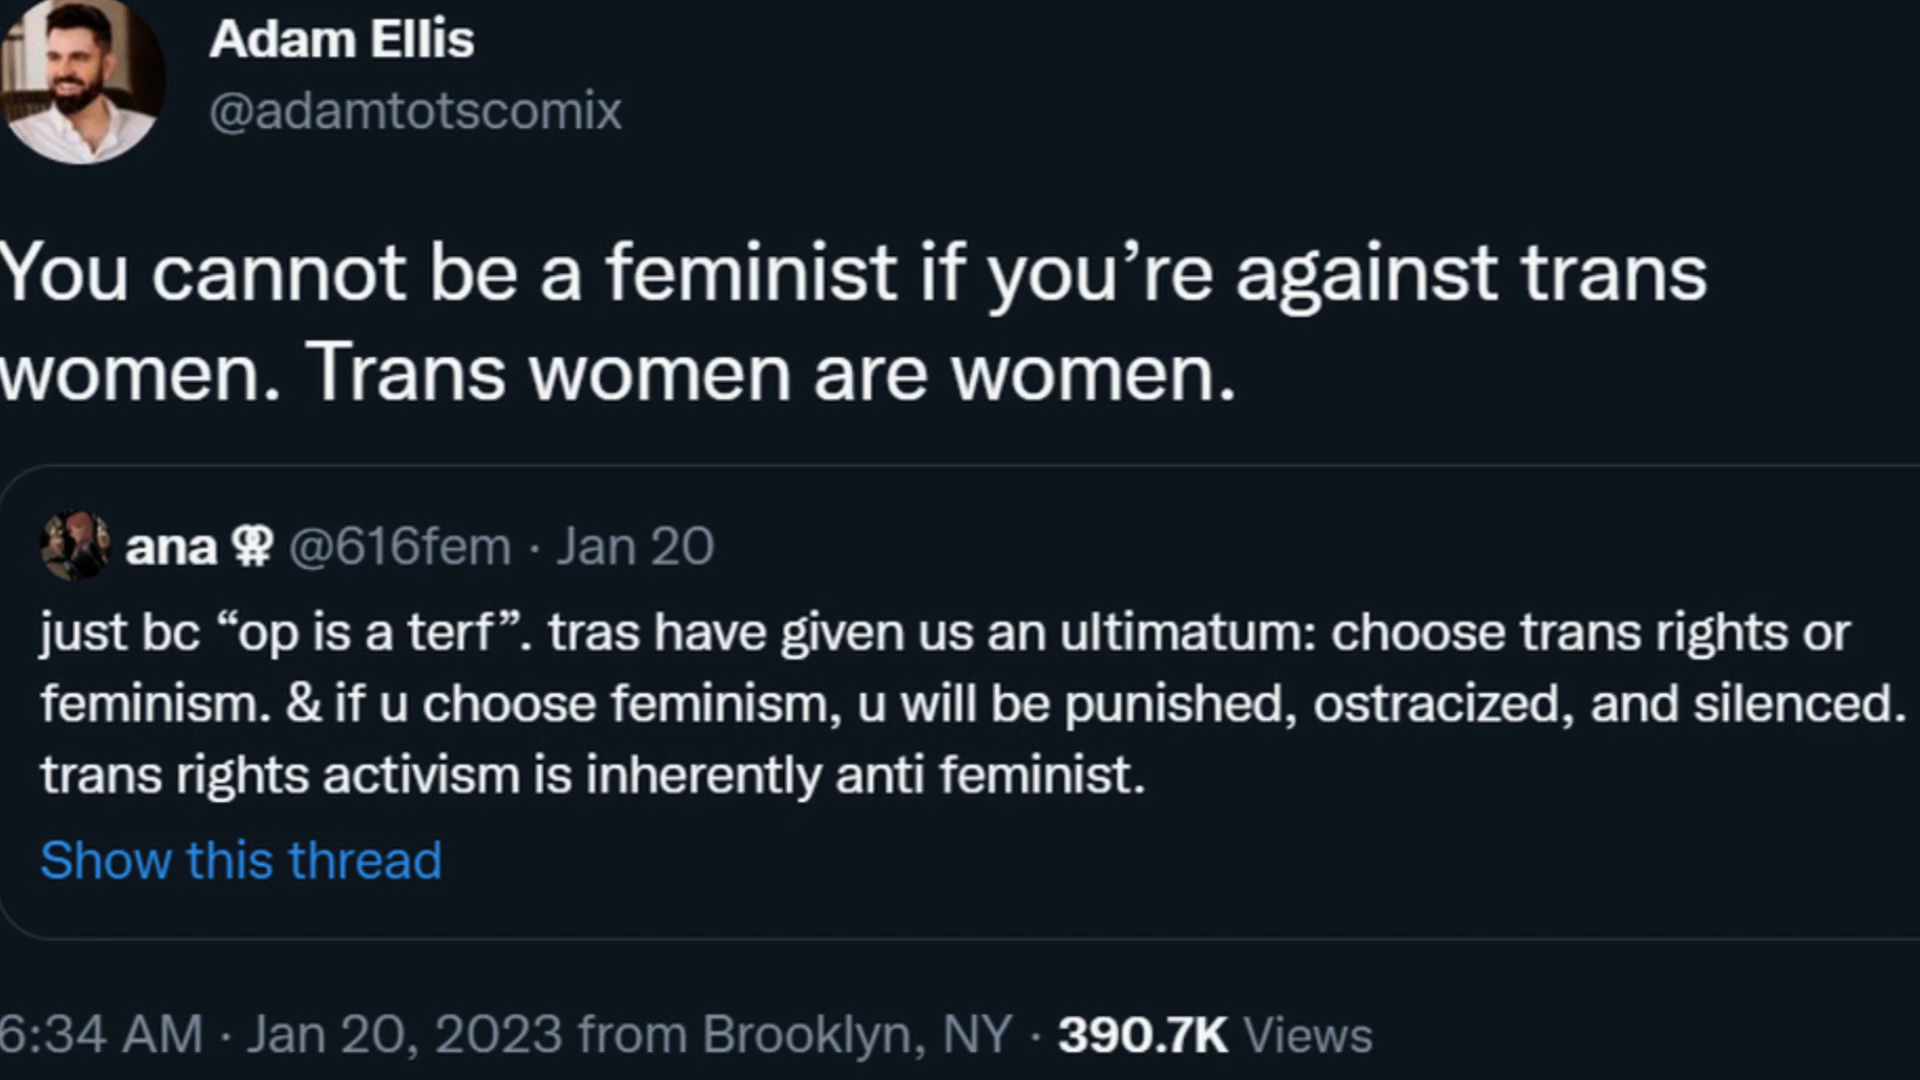 Adam Ellis
@adamtotscomix
You cannot be a feminist if you’re against trans
women. Trans women are women.
ana @616fem · Jan 20
just bc “op is a terf”. tras have given us an ultimatum: choose trans rights or
feminism. & if u choose feminism, u will be punished, ostracized, and silenced.
trans rights activism is inherently anti feminist.
Show this thread
6:34 AM · Jan 20, 2023 from Brooklyn, NY · 390.7K Views